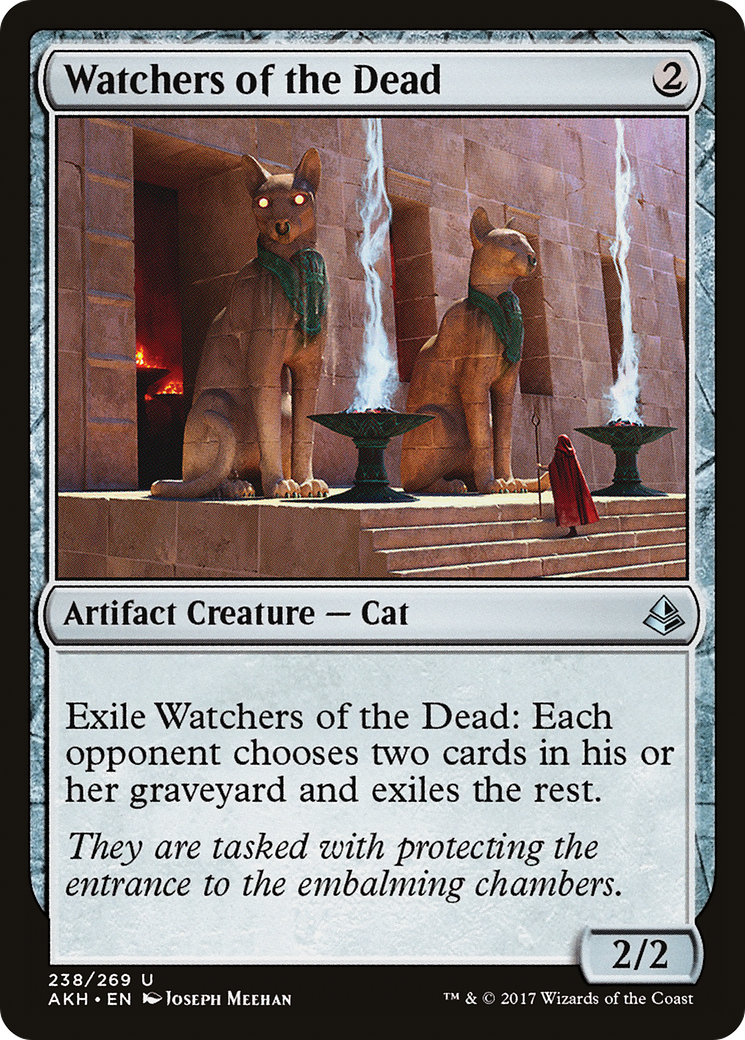 Watchers of the Dead
2
Artifact Creature — Cat
Exile Watchers of the Dead: Each
opponent chooses two cards in his or
her graveyard and exiles the rest.
They are tasked with protecting the
entrance to the embalming chambers.
2/2
238/269 U
AKH • EN Joseph Meehan
™ & © 2017 Wizards of the Coast